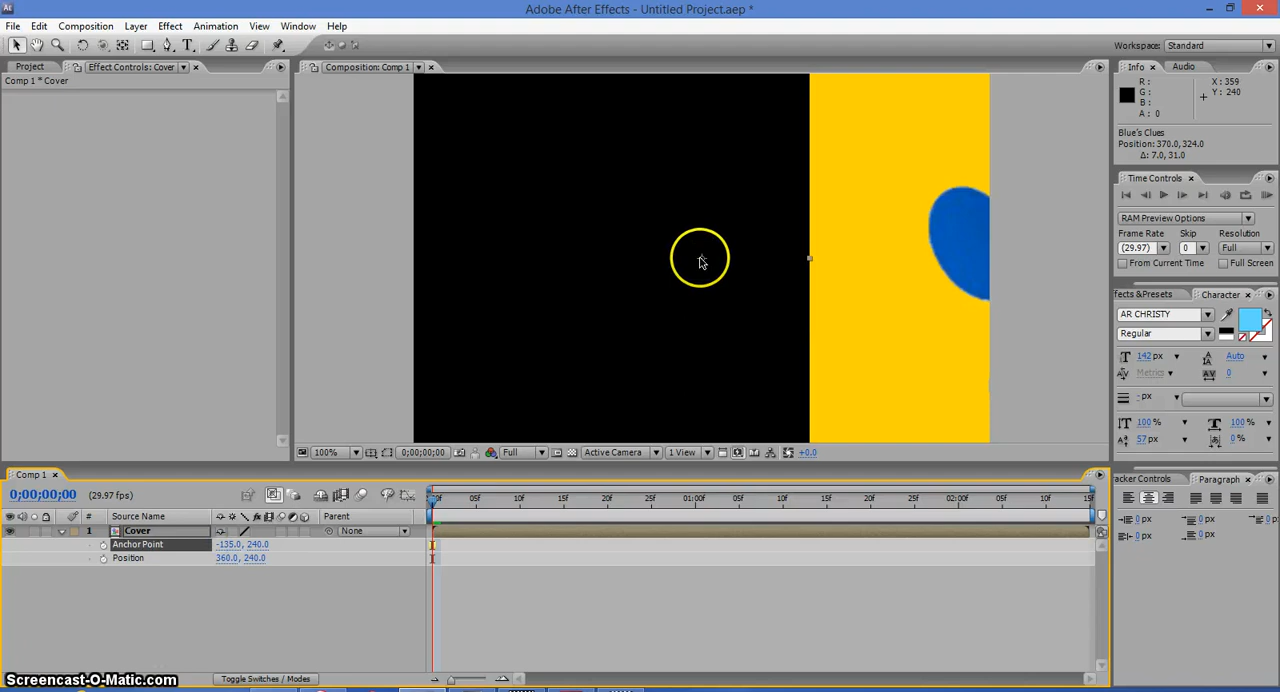 Adobe After Effects - Untitled Project.aep *
File Edit Composition Layer Effect Animation View Window Help
Workspace: Standard
Project Effect Controls: Cover
Comp 1 * Cover
Composition: Comp 1
Info Audio
R :
G :
B :
A : 0
X : 359
Y : 240
Blue's Clues
Position: 370.0, 324.0
Δ: 7.0, 31.0
Time Controls
RAM Preview Options
Frame Rate Skip Resolution
(29.97) 0 Full
From Current Time Full Screen
ffects & Presets Character
AR CHRISTY
Regular
142 px Auto
Metrics 0
- px
100 % 100 %
57 px 0 %
100% 0;00;00;00 Full Active Camera 1 View +0.0
Comp 1
0;00;00;00 (29.97 fps)
# Source Name Parent
1 Cover None
Anchor Point -135.0, 240.0
Position 360.0, 240.0
05f 10f 15f 20f 25f 01:00f 05f 10f 15f 20f 25f 02:00f 05f 10f 15f
racker Controls Paragraph
0 px 0 px 0 px
0 px 0 px
Toggle Switches / Modes
Screencast-O-Matic.com